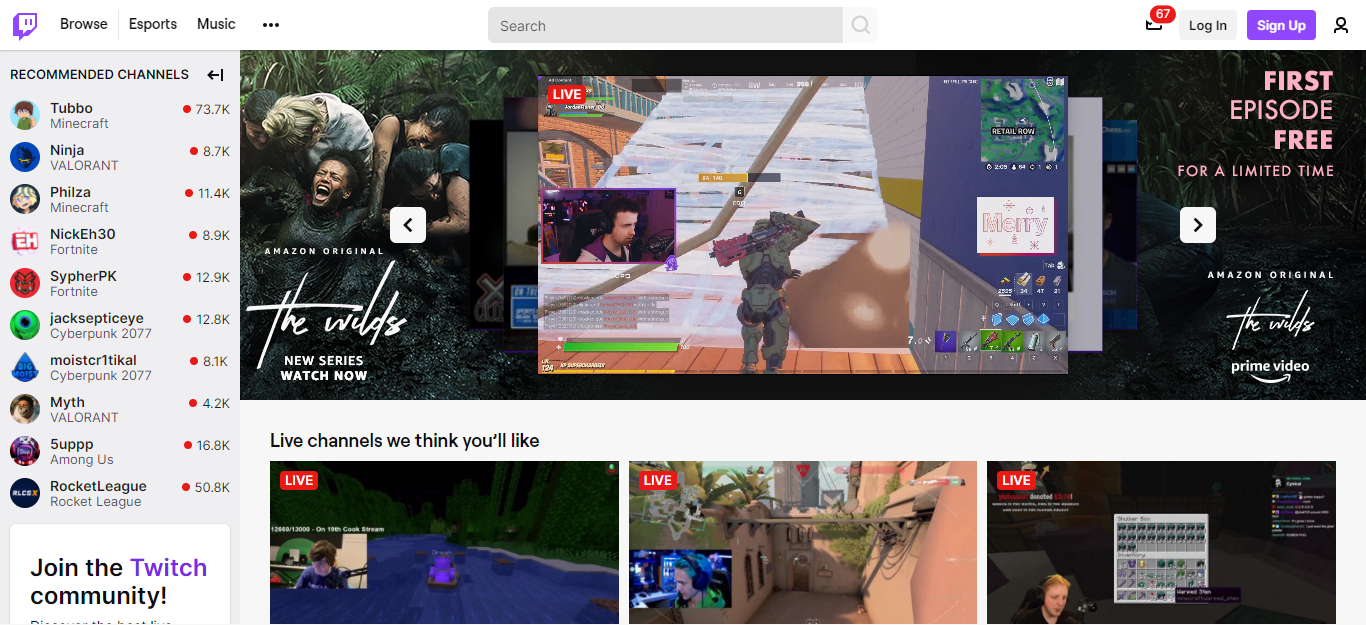 Browse
Esports
Music
Search
67
Log In
Sign Up
RECOMMENDED CHANNELS
Tubbo
73.7K
Minecraft
Ninja
8.7K
VALORANT
Philza
11.4K
Minecraft
NickEh30
8.9K
Fortnite
SypherPK
12.9K
Fortnite
jacksepticeye
12.8K
Cyberpunk 2077
moistcr1tikal
8.1K
Cyberpunk 2077
Myth
4.2K
VALORANT
5uppp
16.8K
Among Us
RocketLeague
50.8K
Rocket League
Join the Twitch
community!
AMAZON ORIGINAL
the wilds
NEW SERIES
WATCH NOW
LIVE
RETAIL ROW
Merry
FIRST
EPISODE
FREE
FOR A LIMITED TIME
AMAZON ORIGINAL
the wilds
prime video
Live channels we think you'll like
LIVE
12660/13000 - On 19th Cook Stream
LIVE
LIVE
Shulker Box
Inventory
Warped Stem